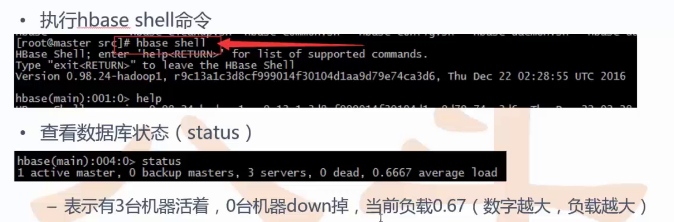 • 执行hbase shell命令
[root@master src]# hbase shell
HBase Shell; enter 'help<RETURN>' for list of supported commands.
Type "exit<RETURN>" to leave the HBase Shell
Version 0.98.24-hadoop1, r9c13a1c3d8cf999014f30104d1aa9d79e74ca3d6, Thu Dec 22 02:28:55 UTC 2016
hbase(main):001:0> help
• 查看数据库状态（status）
hbase(main):004:0> status
1 active master, 0 backup masters, 3 servers, 0 dead, 0.6667 average load
– 表示有3台机器活着，0台机器down掉，当前负载0.67（数字越大，负载越大）